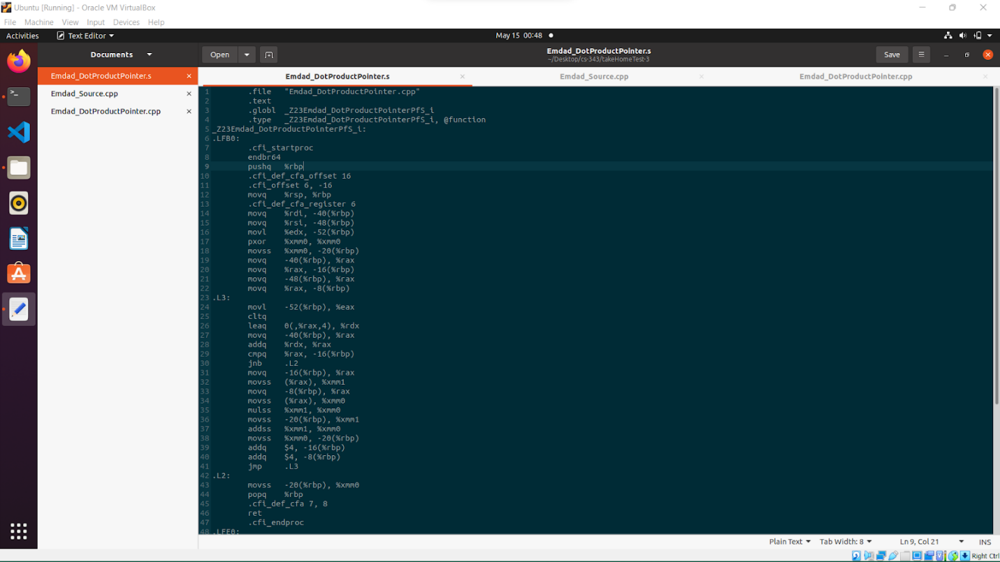 Ubuntu [Running] - Oracle VM VirtualBox
File Machine View Input Devices Help
Activities Text Editor May 15 00:48
Documents Open Emdad_DotProductPointer.s Save
~/Desktop/cs-343/takeHomeTest-3
Emdad_DotProductPointer.s
Emdad_Source.cpp
Emdad_DotProductPointer.cpp
Emdad_DotProductPointer.s Emdad_Source.cpp Emdad_DotProductPointer.cpp
1 .file "Emdad_DotProductPointer.cpp"
2 .text
3 .globl _Z23Emdad_DotProductPointerPfS_i
4 .type _Z23Emdad_DotProductPointerPfS_i, @function
5 _Z23Emdad_DotProductPointerPfS_i:
6 .LFB0:
7 .cfi_startproc
8 endbr64
9 pushq %rbp
10 .cfi_def_cfa_offset 16
11 .cfi_offset 6, -16
12 movq %rsp, %rbp
13 .cfi_def_cfa_register 6
14 movq %rdi, -40(%rbp)
15 movq %rsi, -48(%rbp)
16 movl %edx, -52(%rbp)
17 pxor %xmm0, %xmm0
18 movss %xmm0, -20(%rbp)
19 movq -40(%rbp), %rax
20 movq %rax, -16(%rbp)
21 movq -48(%rbp), %rax
22 movq %rax, -8(%rbp)
23 .L3:
24 movl -52(%rbp), %eax
25 cltq
26 leaq 0(,%rax,4), %rdx
27 movq -40(%rbp), %rax
28 addq %rdx, %rax
29 cmpq %rax, -16(%rbp)
30 jnb .L2
31 movq -16(%rbp), %rax
32 movss (%rax), %xmm1
33 movq -8(%rbp), %rax
34 movss (%rax), %xmm0
35 mulss %xmm1, %xmm0
36 movss -20(%rbp), %xmm1
37 addss %xmm1, %xmm0
38 movss %xmm0, -20(%rbp)
39 addq $4, -16(%rbp)
40 addq $4, -8(%rbp)
41 jmp .L3
42 .L2:
43 movss -20(%rbp), %xmm0
44 popq %rbp
45 .cfi_def_cfa 7, 8
46 ret
47 .cfi_endproc
48 .LFE0:
Plain Text Tab Width: 8 Ln 9, Col 21 INS
Right Ctrl